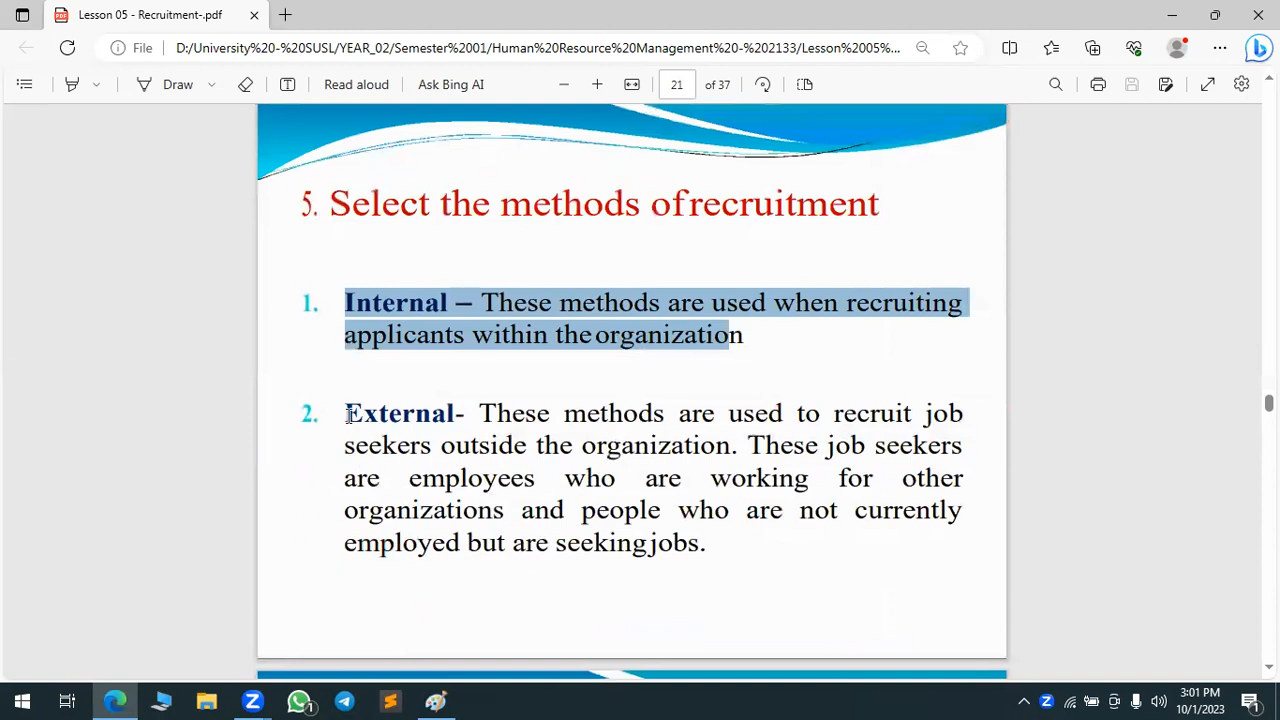 Lesson 05 - Recruitment-.pdf
File
D:/University%20-%20SUSL/YEAR_02/Semester%2001/Human%20Resource%20Management%20-%202133/Lesson%2005%...
Draw
Read aloud
Ask Bing AI
21
of 37
5. Select the methods of recruitment
1. Internal – These methods are used when recruiting
applicants within the organization
2. External- These methods are used to recruit job
seekers outside the organization. These job seekers
are employees who are working for other
organizations and people who are not currently
employed but are seeking jobs.
3:01 PM
10/1/2023